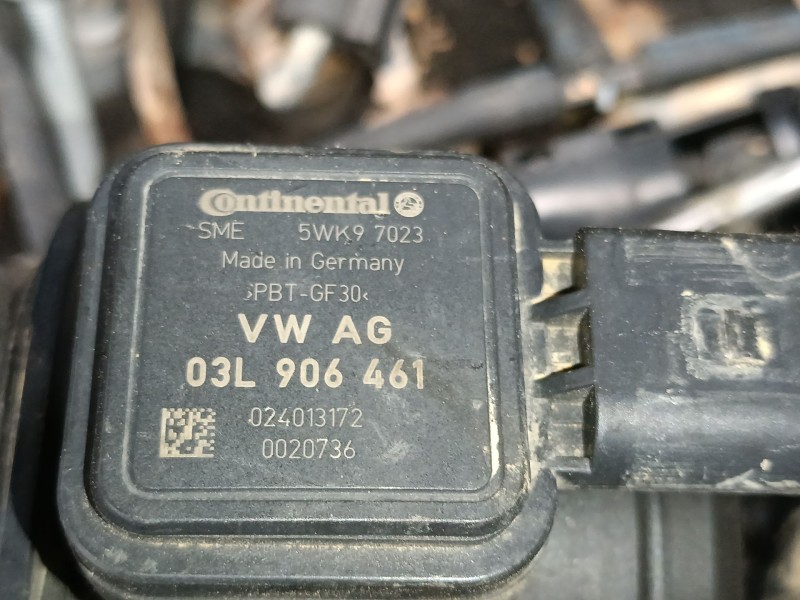 Continental
SME 5WK9 7023
Made in Germany
>PBT-GF30<
VW AG
03L 906 461
024013172
0020736